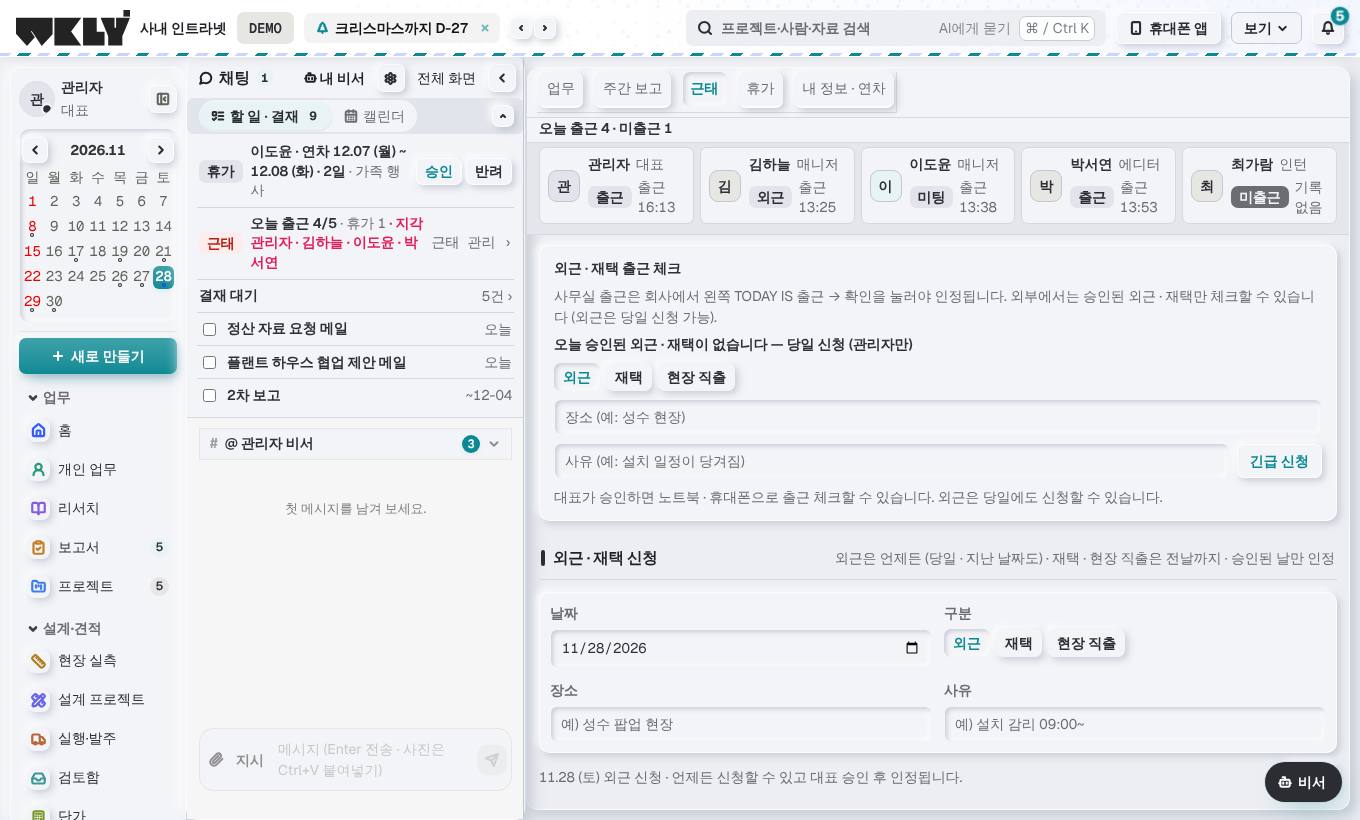 WKLY 사내 인트라넷 DEMO 크리스마스까지 D-27 × ‹ › 프로젝트·사람·자료 검색 AI에게 묻기 ⌘ / Ctrl K 휴대폰 앱 보기 5
관 관리자
대표
2026.11
일 월 화 수 목 금 토
1 2 3 4 5 6 7
8 9 10 11 12 13 14
15 16 17 18 19 20 21
22 23 24 25 26 27 28
29 30
+ 새로 만들기
업무
홈
개인 업무
리서치
보고서 5
프로젝트 5
설계·견적
현장 실측
설계 프로젝트
실행·발주
검토함
단가
채팅 1 내 비서 전체 화면
할 일 · 결재 9 캘린더
휴가 이도윤 · 연차 12.07 (월) ~
12.08 (화) · 2일 · 가족 행
사
승인 반려
근태 오늘 출근 4/5 · 휴가 1 · 지각
관리자 · 김하늘 · 이도윤 · 박
서연
근태 관리 ›
결재 대기 5건 ›
정산 자료 요청 메일 오늘
플랜트 하우스 협업 제안 메일 오늘
2차 보고 ~12-04
# @ 관리자 비서 3
첫 메시지를 남겨 보세요.
지시 메시지 (Enter 전송 · 사진은
Ctrl+V 붙여넣기)
업무 주간 보고 근태 휴가 내 정보 · 연차
오늘 출근 4 · 미출근 1
관 관리자 대표
출근 출근
16:13
김 김하늘 매니저
외근 출근
13:25
이 이도윤 매니저
미팅 출근
13:38
박 박서연 에디터
출근 출근
13:53
최 최가람 인턴
미출근 기록
없음
외근 · 재택 출근 체크
사무실 출근은 회사에서 왼쪽 TODAY IS 출근 → 확인을 눌러야 인정됩니다. 외부에서는 승인된 외근 · 재택만 체크할 수 있습니
다 (외근은 당일 신청 가능).
오늘 승인된 외근 · 재택이 없습니다 — 당일 신청 (관리자만)
외근 재택 현장 직출
장소 (예: 성수 현장)
사유 (예: 설치 일정이 당겨짐) 긴급 신청
대표가 승인하면 노트북 · 휴대폰으로 출근 체크할 수 있습니다. 외근은 당일에도 신청할 수 있습니다.
외근 · 재택 신청 외근은 언제든 (당일 · 지난 날짜도) · 재택 · 현장 직출은 전날까지 · 승인된 날만 인정
날짜 구분
11/28/2026 외근 재택 현장 직출
장소 사유
예) 성수 팝업 현장 예) 설치 감리 09:00~
11.28 (토) 외근 신청 · 언제든 신청할 수 있고 대표 승인 후 인정됩니다.
비서